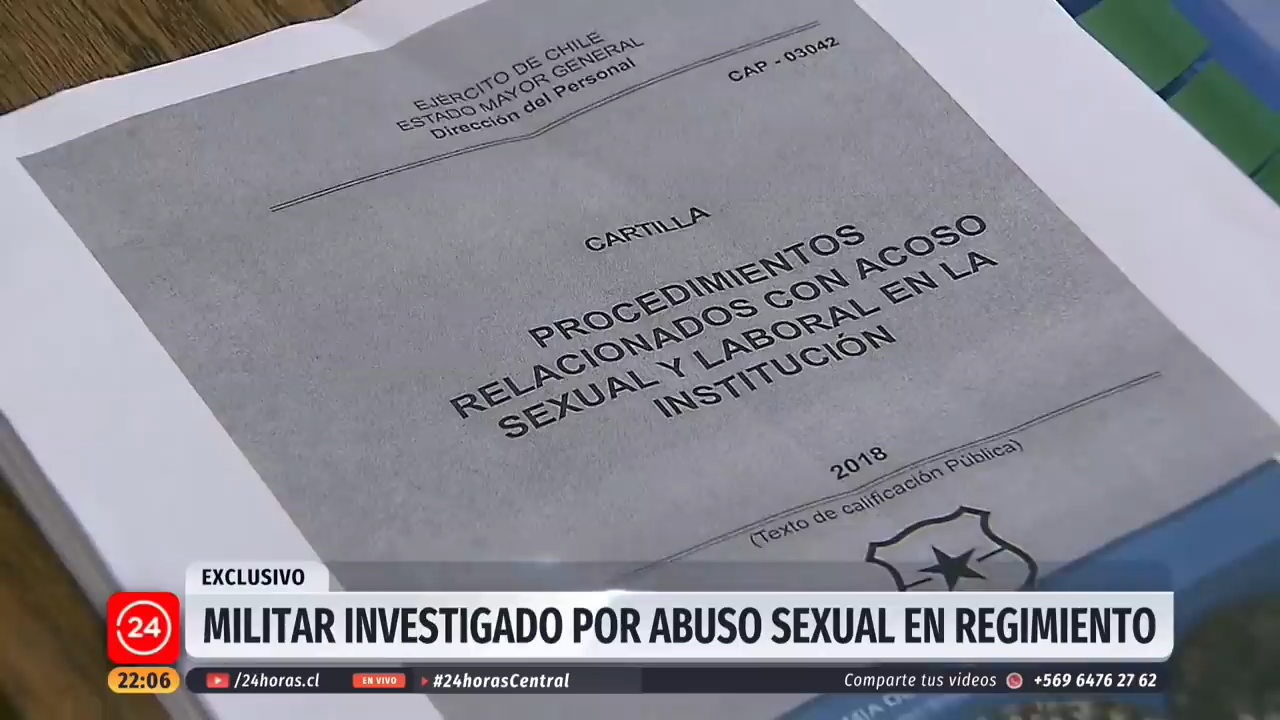 EJÉRCITO DE CHILE
ESTADO MAYOR GENERAL
Dirección del Personal
CAP - 03042
CARTILLA
PROCEDIMIENTOS
RELACIONADOS CON ACOSO
SEXUAL Y LABORAL EN LA
INSTITUCIÓN
2018
(Texto de calificación Pública)
EXCLUSIVO
24
MILITAR INVESTIGADO POR ABUSO SEXUAL EN REGIMIENTO
22:06
/24horas.cl
EN VIVO
#24horasCentral
Comparte tus videos
+569 6476 27 62